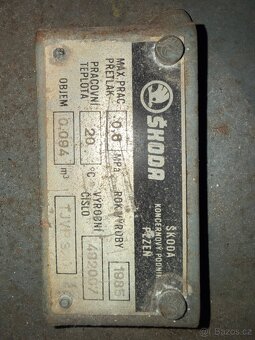 ŠKODA
ŠKODA
KONCERNOVÝ PODNIK
PLZEŇ
MAX. PRAC. PŘETLAK 0,8 MPa
ROK VÝROBY 1985
PRACOVNÍ TEPLOTA 20 °C
VÝROBNÍ ČÍSLO
OBJEM 0.094 m³
Bazoš.cz